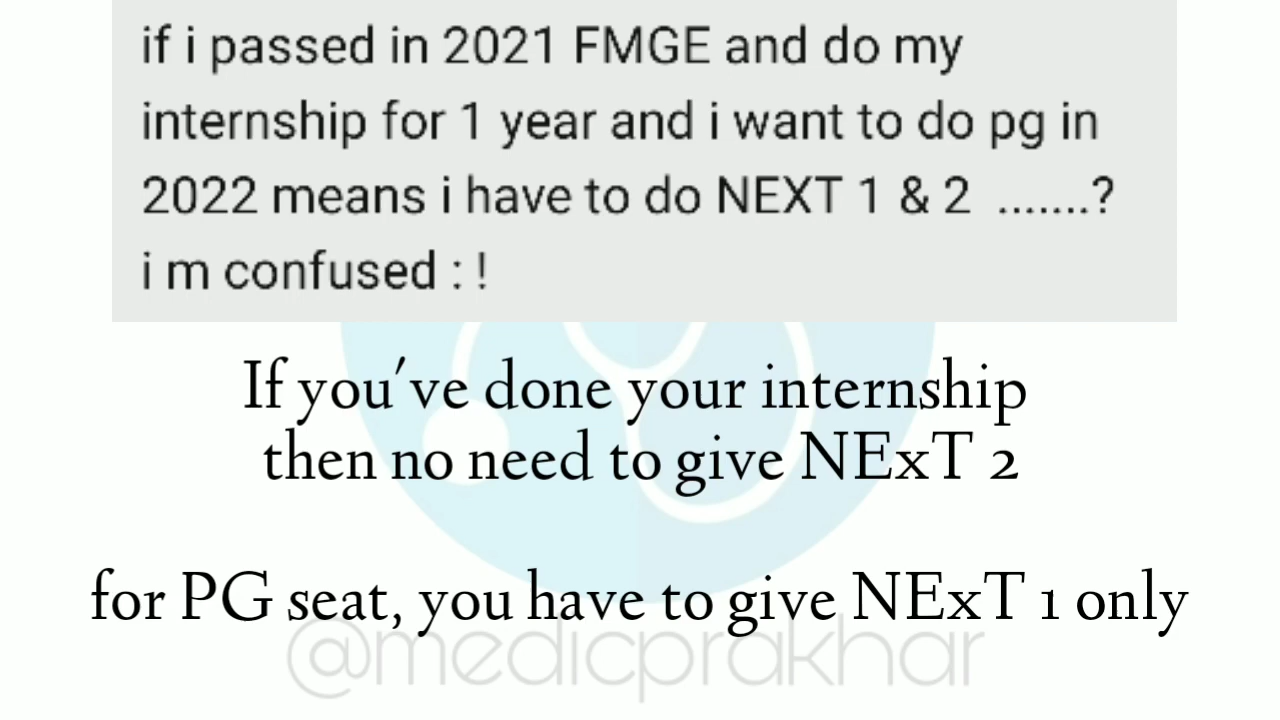 if i passed in 2021 FMGE and do my
internship for 1 year and i want to do pg in
2022 means i have to do NEXT 1 & 2 .......?
i m confused : !
If you've done your internship
then no need to give NExT 2
for PG seat, you have to give NExT 1 only
@medicprakhar